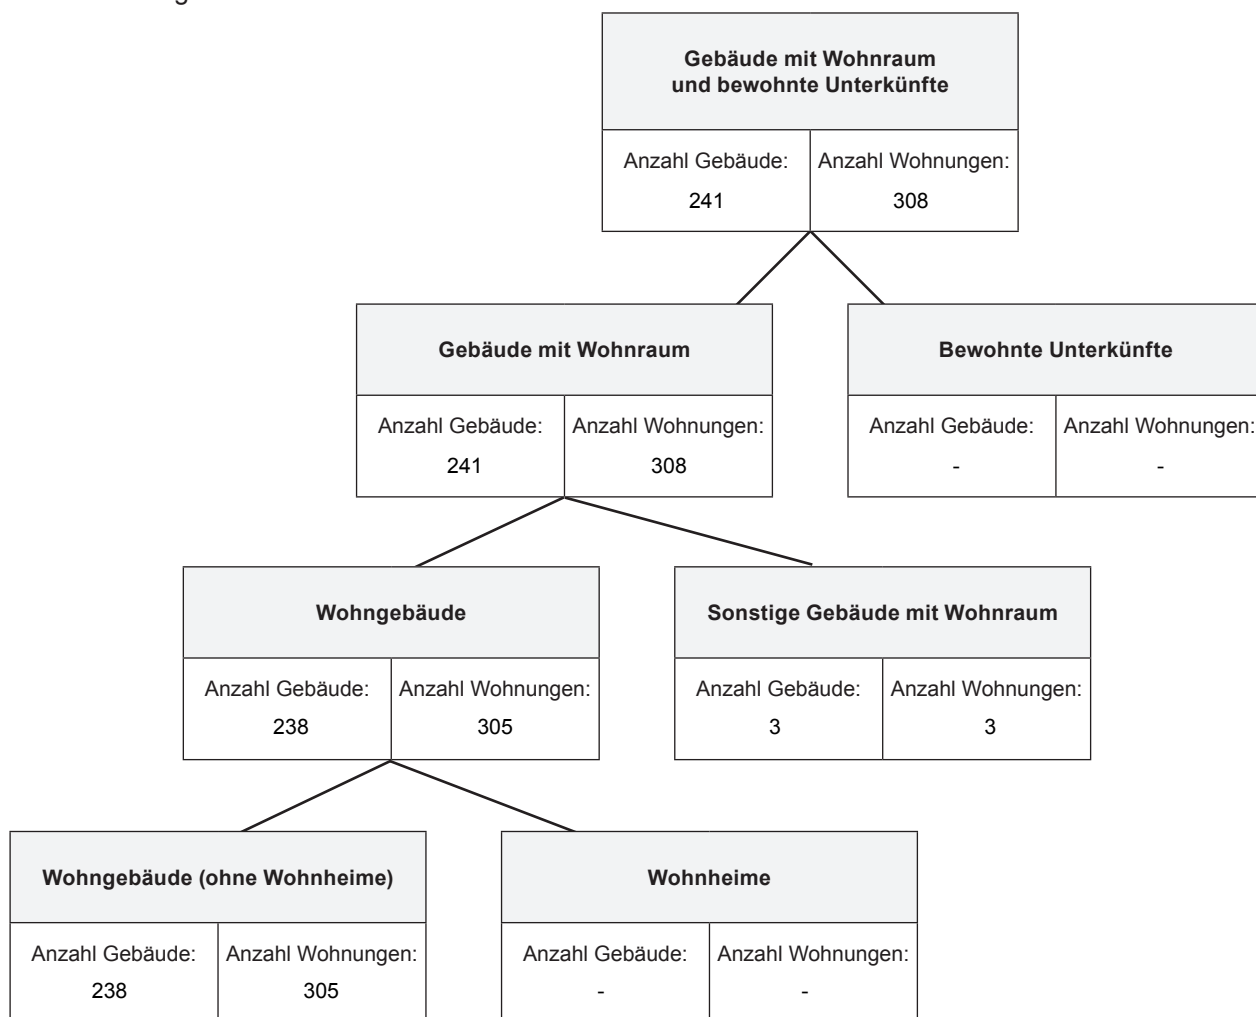 Gebäude mit Wohnraum
und bewohnte Unterkünfte
Anzahl Gebäude: Anzahl Wohnungen:
241 308
Gebäude mit Wohnraum
Anzahl Gebäude: Anzahl Wohnungen:
241 308
Bewohnte Unterkünfte
Anzahl Gebäude: Anzahl Wohnungen:
- -
Wohngebäude
Anzahl Gebäude: Anzahl Wohnungen:
238 305
Sonstige Gebäude mit Wohnraum
Anzahl Gebäude: Anzahl Wohnungen:
3 3
Wohngebäude (ohne Wohnheime)
Anzahl Gebäude: Anzahl Wohnungen:
238 305
Wohnheime
Anzahl Gebäude: Anzahl Wohnungen:
- -